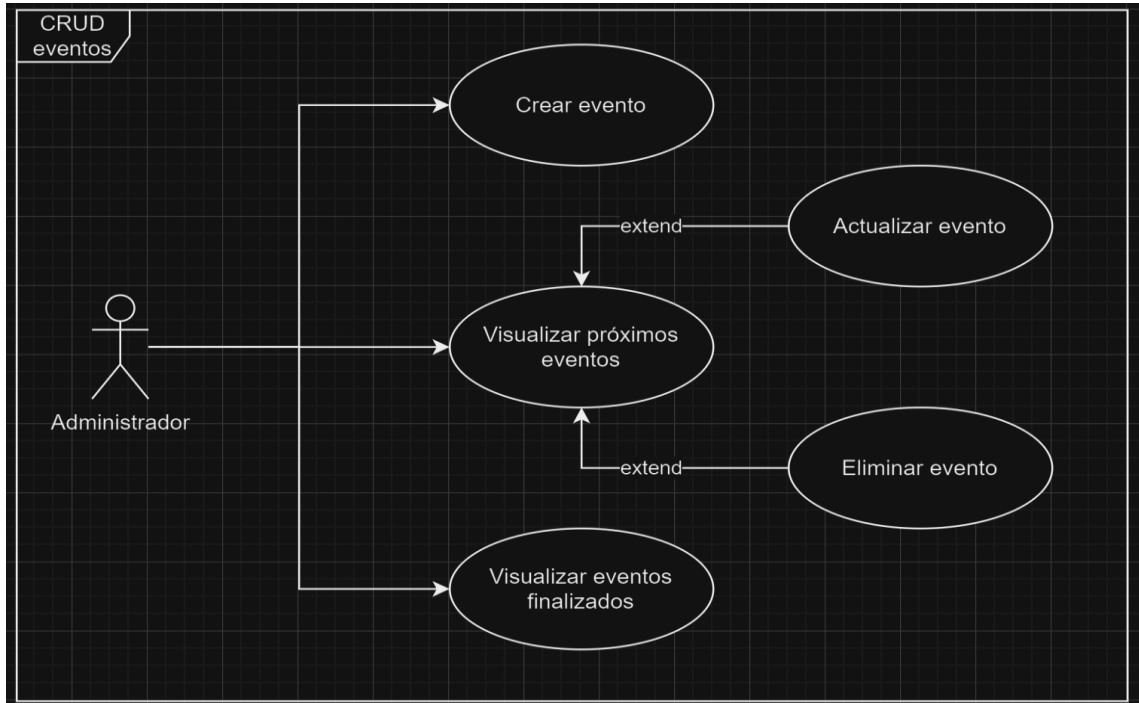 CRUD
eventos
Crear evento
extend
Actualizar evento
Visualizar próximos
eventos
Administrador
extend
Eliminar evento
Visualizar eventos
finalizados